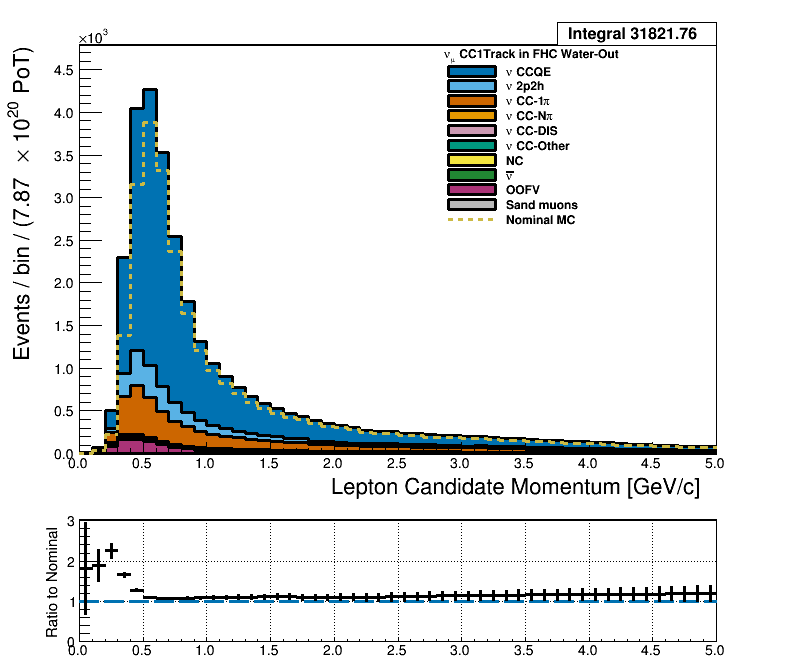 Integral 31821.76
×10³
ν_μ CC1Track in FHC Water-Out
ν CCQE
ν 2p2h
ν CC-1π
ν CC-Nπ
ν CC-DIS
ν CC-Other
NC
ν̅
OOFV
Sand muons
Nominal MC
Events / bin / (7.87 × 10²⁰ PoT)
4.5
4.0
3.5
3.0
2.5
2.0
1.5
1.0
0.5
0.0
0.0 0.5 1.0 1.5 2.0 2.5 3.0 3.5 4.0 4.5 5.0
Lepton Candidate Momentum [GeV/c]
Ratio to Nominal
3
2
1
0
0.0 0.5 1.0 1.5 2.0 2.5 3.0 3.5 4.0 4.5 5.0